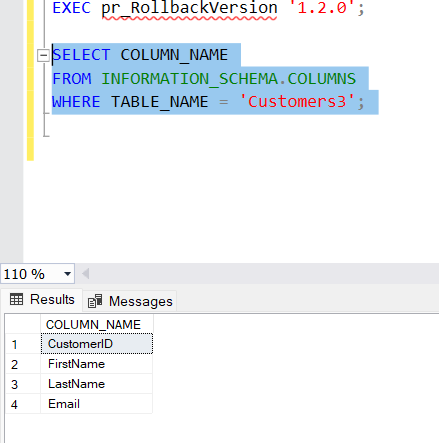 EXEC pr_RollbackVersion '1.2.0';
SELECT COLUMN_NAME
FROM INFORMATION_SCHEMA.COLUMNS
WHERE TABLE_NAME = 'Customers3';
110 %
Results Messages
COLUMN_NAME
1 CustomerID
2 FirstName
3 LastName
4 Email